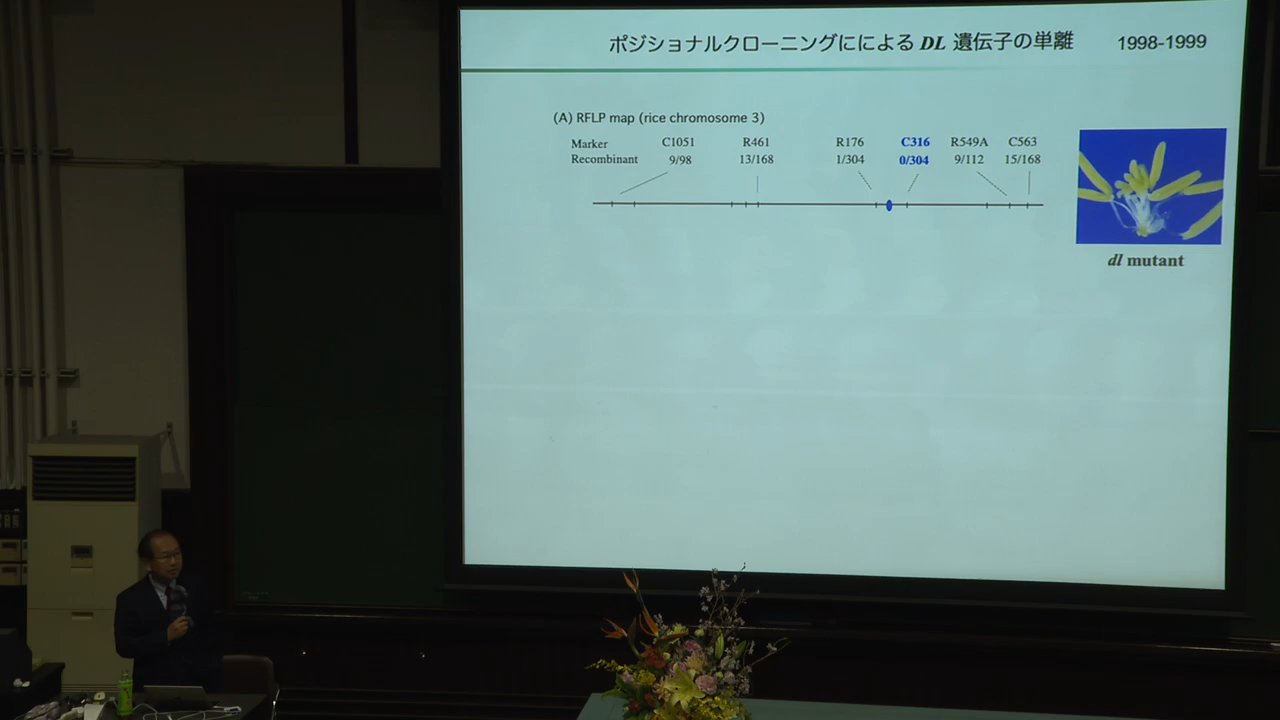 ポジショナルクローニングにによる DL 遺伝子の単離 1998-1999
(A) RFLP map (rice chromosome 3)
Marker C1051 R461 R176 C316 R549A C563
Recombinant 9/98 13/168 1/304 0/304 9/112 15/168
dl mutant